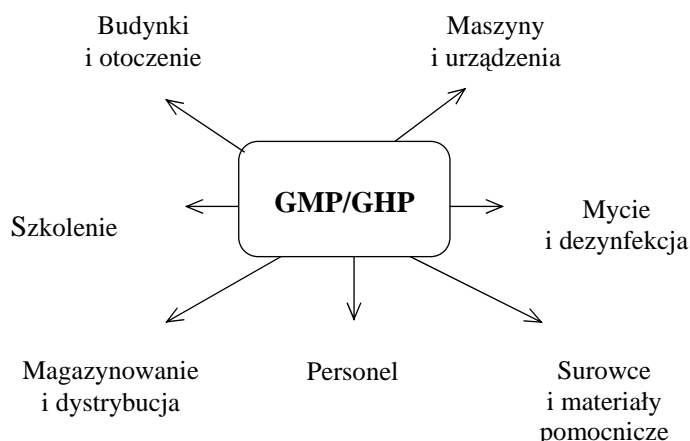 Budynki
i otoczenie
Maszyny
i urządzenia
GMP/GHP
Szkolenie
Mycie
i dezynfekcja
Magazynowanie
i dystrybucja
Personel
Surowce
i materiały
pomocnicze